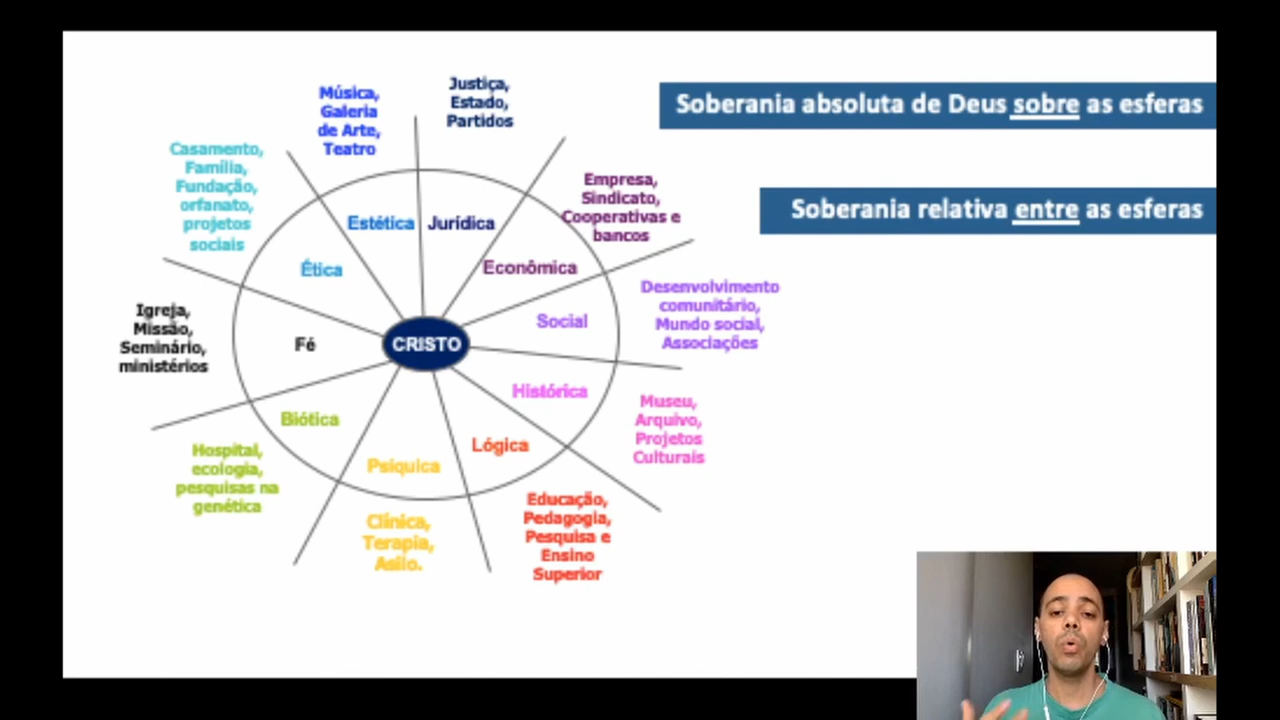 Soberania absoluta de Deus sobre as esferas
Soberania relativa entre as esferas
Música,
Galeria
de Arte,
Teatro
Justiça,
Estado,
Partidos
Empresa,
Sindicato,
Cooperativas e
bancos
Desenvolvimento
comunitário,
Mundo social,
Associações
Museu,
Arquivo,
Projetos
Culturais
Educação,
Pedagogia,
Pesquisa e
Ensino
Superior
Clínica,
Terapia,
Asilo.
Hospital,
ecologia,
pesquisas na
genética
Igreja,
Missão,
Seminário,
ministérios
Casamento,
Família,
Fundação,
orfanato,
projetos
sociais
Estética
Jurídica
Econômica
Social
Histórica
Lógica
Psíquica
Biótica
Fé
Ética
CRISTO